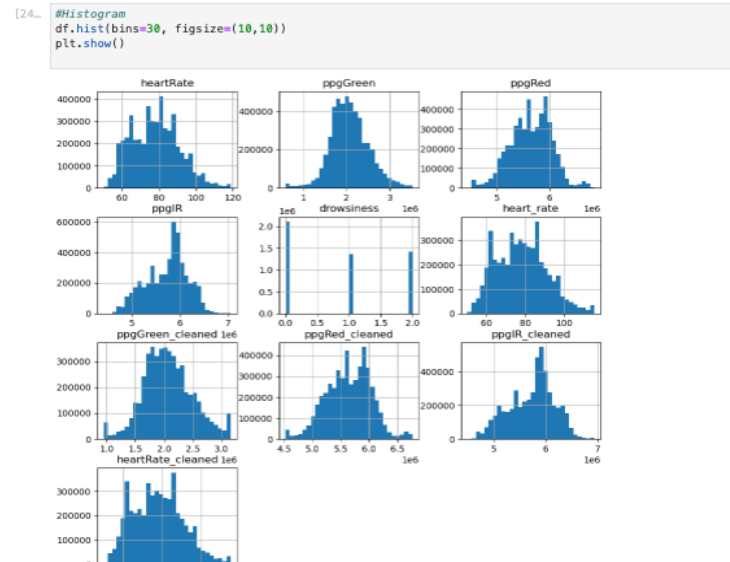 [24…
#Histogram
df.hist(bins=30, figsize=(10,10))
plt.show()
heartRate ppgGreen ppgRed
400000 300000 200000 100000 0
60 80 100 120
400000 200000 0
1 2 3
1e6
400000 300000 200000 100000 0
5 6
1e6
ppgIR drowsiness heart_rate
600000 400000 200000 0
5 6 7
1e6
1e6
2.0 1.5 1.0 0.5 0.0
0.0 0.5 1.0 1.5 2.0
300000 200000 100000 0
60 80 100
ppgGreen_cleaned ppgRed_cleaned ppgIR_cleaned
300000 200000 100000 0
1.0 1.5 2.0 2.5 3.0
1e6
400000 300000 200000 100000 0
4.5 5.0 5.5 6.0 6.5
1e6
400000 200000 0
5 6 7
1e6
heartRate_cleaned
300000
200000
100000